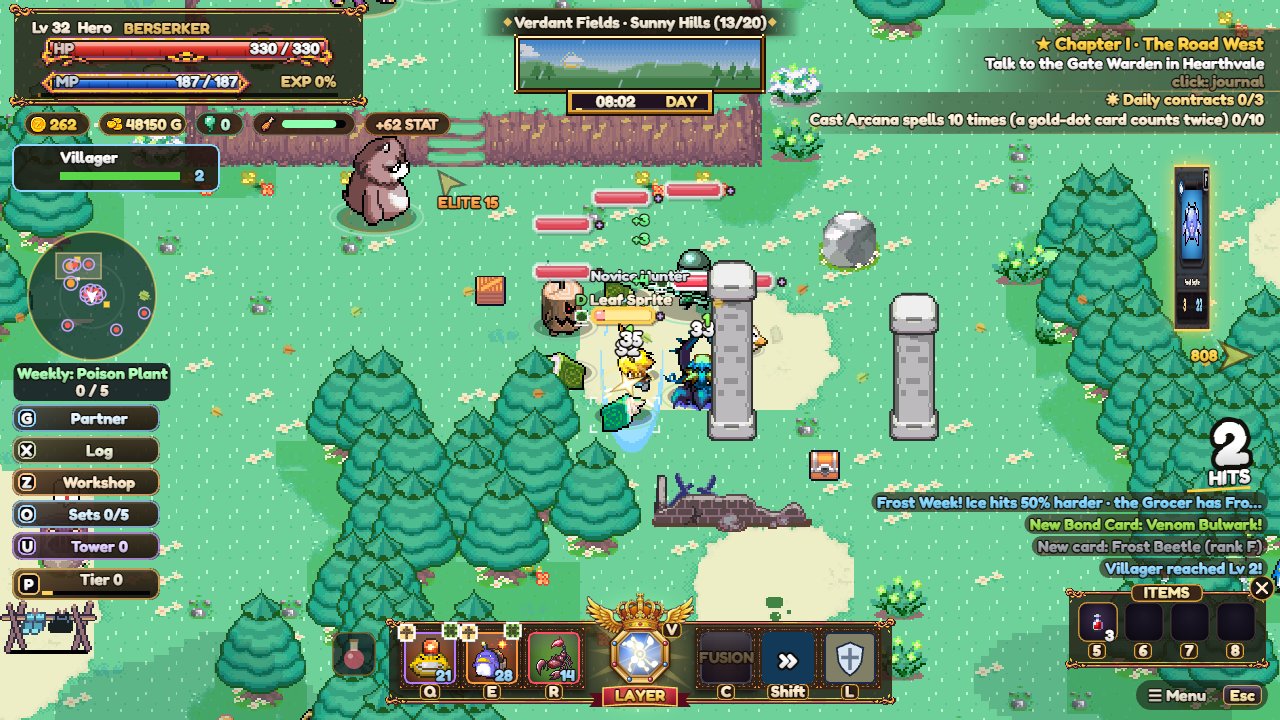 Lv 32 Hero BERSERKER
HP 330 / 330
MP 187 / 187 EXP 0%
262 48150 G 0 +62 STAT
Villager
2
Verdant Fields · Sunny Hills (13/20)
08:02 DAY
★ Chapter I · The Road West
Talk to the Gate Warden in Hearthvale
click: journal
☀ Daily contracts 0/3
Cast Arcana spells 10 times (a gold-dot card counts twice) 0/10
ELITE 15
+3
+3
Novice Hunter
D Leaf Sprite
35
808
Weekly: Poison Plant
0 / 5
G Partner
X Log
Z Workshop
O Sets 0/5
U Tower 0
P Tier 0
2
HITS
Frost Week! Ice hits 50% harder · the Grocer has Fro...
New Bond Card: Venom Bulwark!
New card: Frost Beetle (rank F)
Villager reached Lv 2!
ITEMS
3
5 6 7 8
21 28 14
V
FUSION
Q E R LAYER C Shift L
☰ Menu Esc